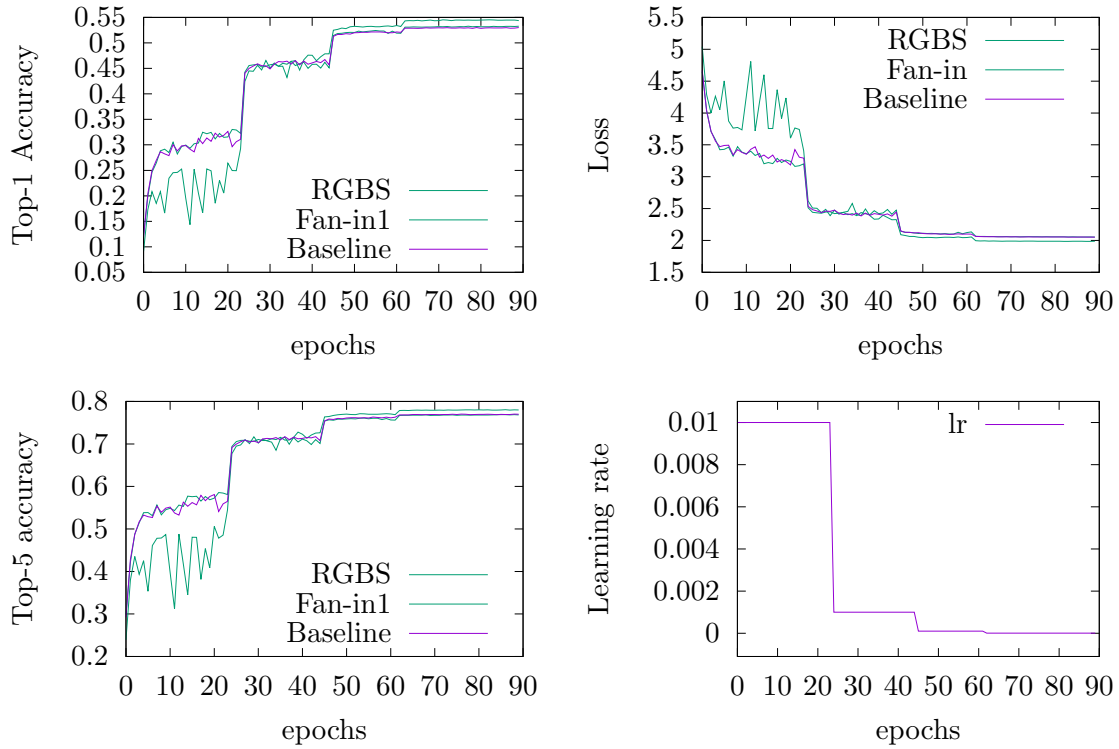 Top-1 Accuracy
0.55
0.5
0.45
0.4
0.35
0.3
0.25
0.2
0.15
0.1
0.05
RGBS
Fan-in1
Baseline
0 10 20 30 40 50 60 70 80 90
epochs
Loss
5.5
5
4.5
4
3.5
3
2.5
2
1.5
RGBS
Fan-in
Baseline
0 10 20 30 40 50 60 70 80 90
epochs
Top-5 accuracy
0.8
0.7
0.6
0.5
0.4
0.3
0.2
RGBS
Fan-in1
Baseline
0 10 20 30 40 50 60 70 80 90
epochs
Learning rate
0.01
0.008
0.006
0.004
0.002
0
lr
0 10 20 30 40 50 60 70 80 90
epochs